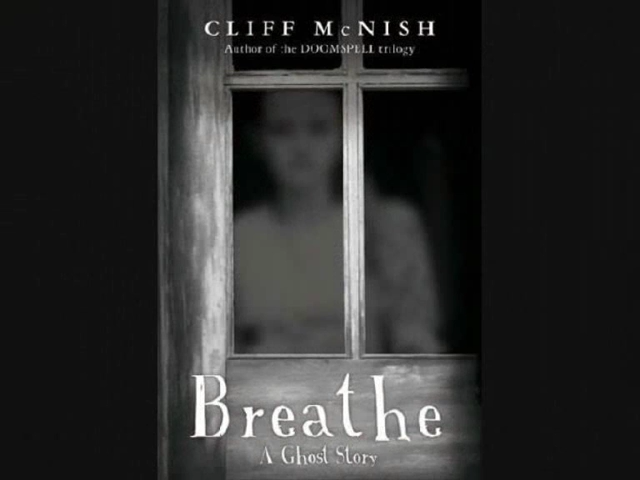 CLIFF McNISH
Author of the DOOMSPELL trilogy
Breathe
A Ghost Story